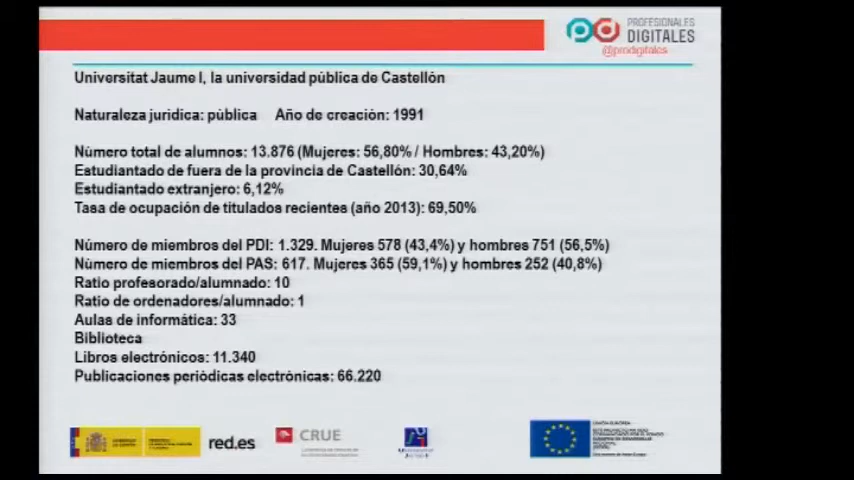 PROFESIONALES
DIGITALES
@prodigitales
Universitat Jaume I, la universidad pública de Castellón
Naturaleza jurídica: pública Año de creación: 1991
Número total de alumnos: 13.876 (Mujeres: 56,80% / Hombres: 43,20%)
Estudiantado de fuera de la provincia de Castellón: 30,64%
Estudiantado extranjero: 6,12%
Tasa de ocupación de titulados recientes (año 2013): 69,50%
Número de miembros del PDI: 1.329. Mujeres 578 (43,4%) y hombres 751 (56,5%)
Número de miembros del PAS: 617. Mujeres 365 (59,1%) y hombres 252 (40,8%)
Ratio profesorado/alumnado: 10
Ratio de ordenadores/alumnado: 1
Aulas de informática: 33
Biblioteca
Libros electrónicos: 11.340
Publicaciones periódicas electrónicas: 66.220
red.es
CRUE